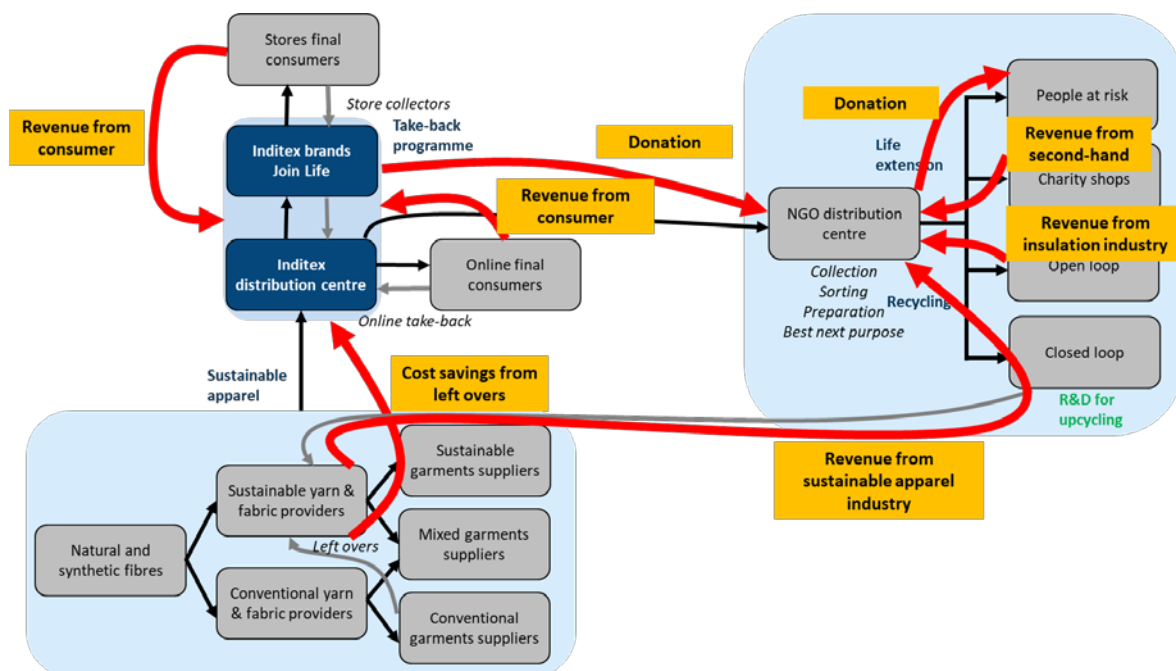 Stores final
consumers
Revenue from
consumer
Store collectors
Take-back
programme
Inditex brands
Join Life
Donation
Revenue from
consumer
Inditex
distribution centre
Online final
consumers
Online take-back
Sustainable
apparel
Cost savings from
left overs
Donation
People at risk
Life
extension
Revenue from
second-hand
Charity shops
NGO distribution
centre
Revenue from
insulation industry
Open loop
Collection
Sorting
Preparation
Best next purpose
Recycling
Closed loop
R&D for
upcycling
Revenue from
sustainable apparel
industry
Sustainable
garments suppliers
Sustainable yarn &
fabric providers
Left overs
Natural and
synthetic fibres
Mixed garments
suppliers
Conventional yarn
& fabric providers
Conventional
garments suppliers